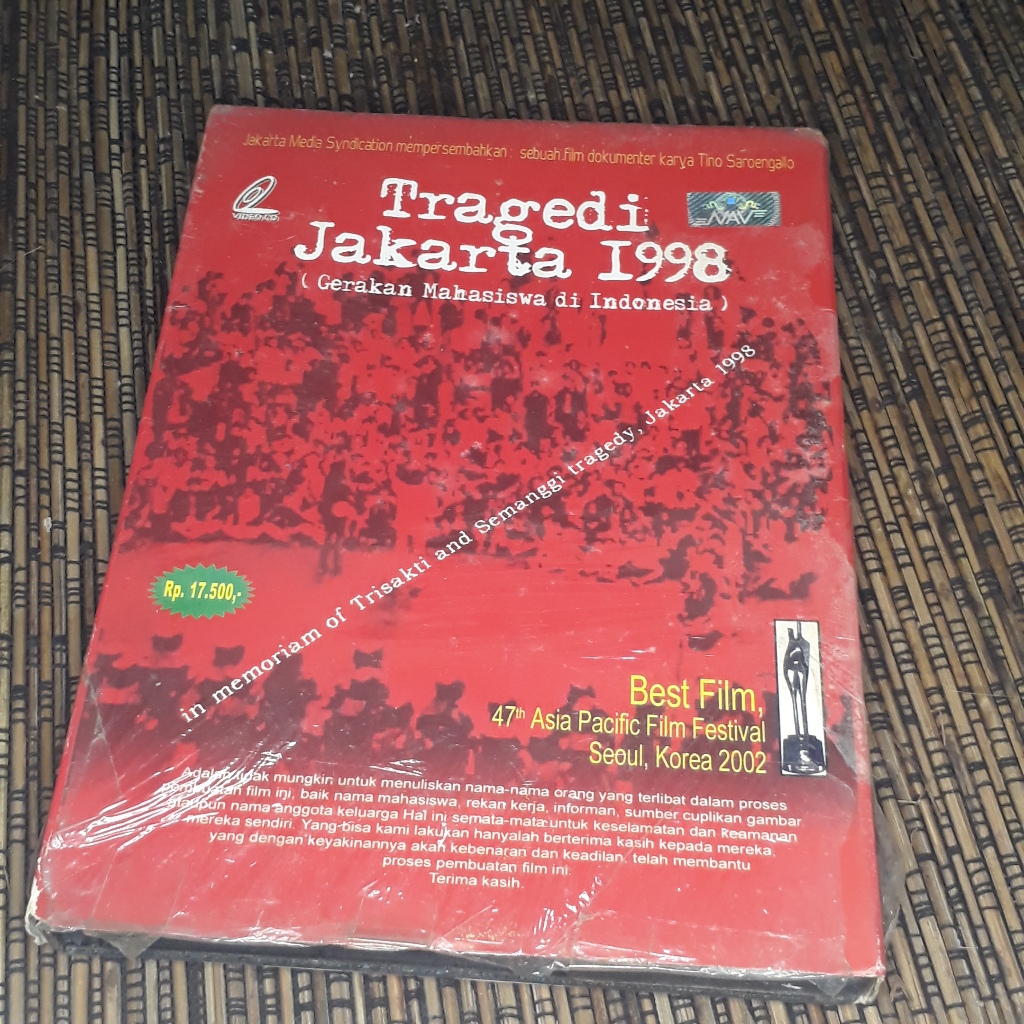 Jakarta Media Syndication mempersembahkan : sebuah film dokumenter karya Tino Saroengallo
VIDEO CD
NAV
Tragedi
Jakarta 1998
( Gerakan Mahasiswa di Indonesia )
in memoriam of Trisakti and Semanggi tragedy, Jakarta 1998
Rp. 17.500,-
Best Film,
47th Asia Pacific Film Festival
Seoul, Korea 2002
Adalah tidak mungkin untuk menuliskan nama-nama orang yang terlibat dalam proses
pembuatan film ini, baik nama mahasiswa, rekan kerja, informan, sumber cuplikan gambar
ataupun nama anggota keluarga Hal ini semata-mata untuk keselamatan dan keamanan
mereka sendiri. Yang bisa kami lakukan hanyalah berterima kasih kepada mereka,
yang dengan keyakinannya akan kebenaran dan keadilan, telah membantu
proses pembuatan film ini.
Terima kasih.